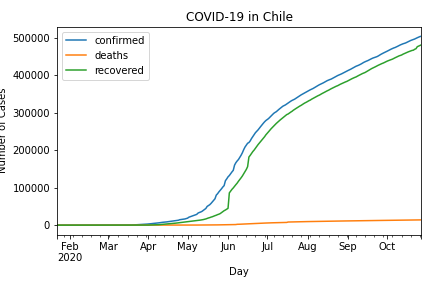 COVID-19 in Chile
confirmed
deaths
recovered
500000
400000
300000
200000
100000
0
Number of Cases
Feb Mar Apr May Jun Jul Aug Sep Oct
2020
Day